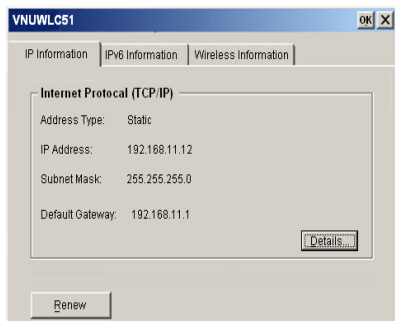 VNUWLC51 OK X
IP Information IPv6 Information Wireless Information
Internet Protocal (TCP/IP)
Address Type: Static
IP Address: 192.168.11.12
Subnet Mask: 255.255.255.0
Default Gateway: 192.168.11.1
Details...
Renew